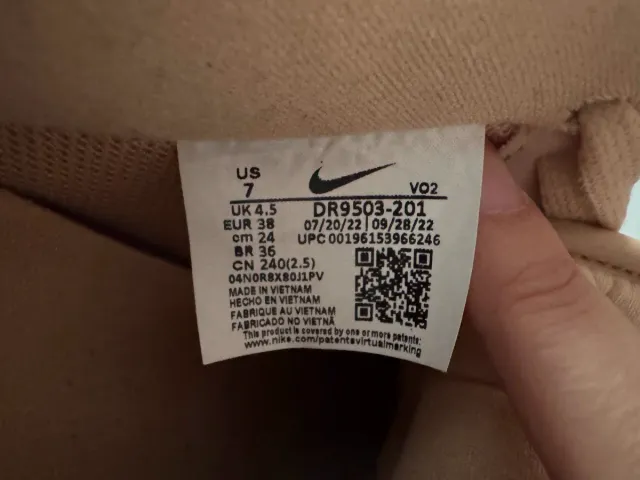 US
7
VO2
UK 4.5
DR9503-201
EUR 38
07/20/22 | 09/28/22
cm 24
UPC 00196153966246
BR 36
CN 240(2.5)
04N0R8X80J1PV
MADE IN VIETNAM
HECHO EN VIETNAM
FABRIQUE AU VIETNAM
FABRICADO NO VIETNÃ
This product is covered by one or more patents:
www.nike.com/patentsvirtualmarking